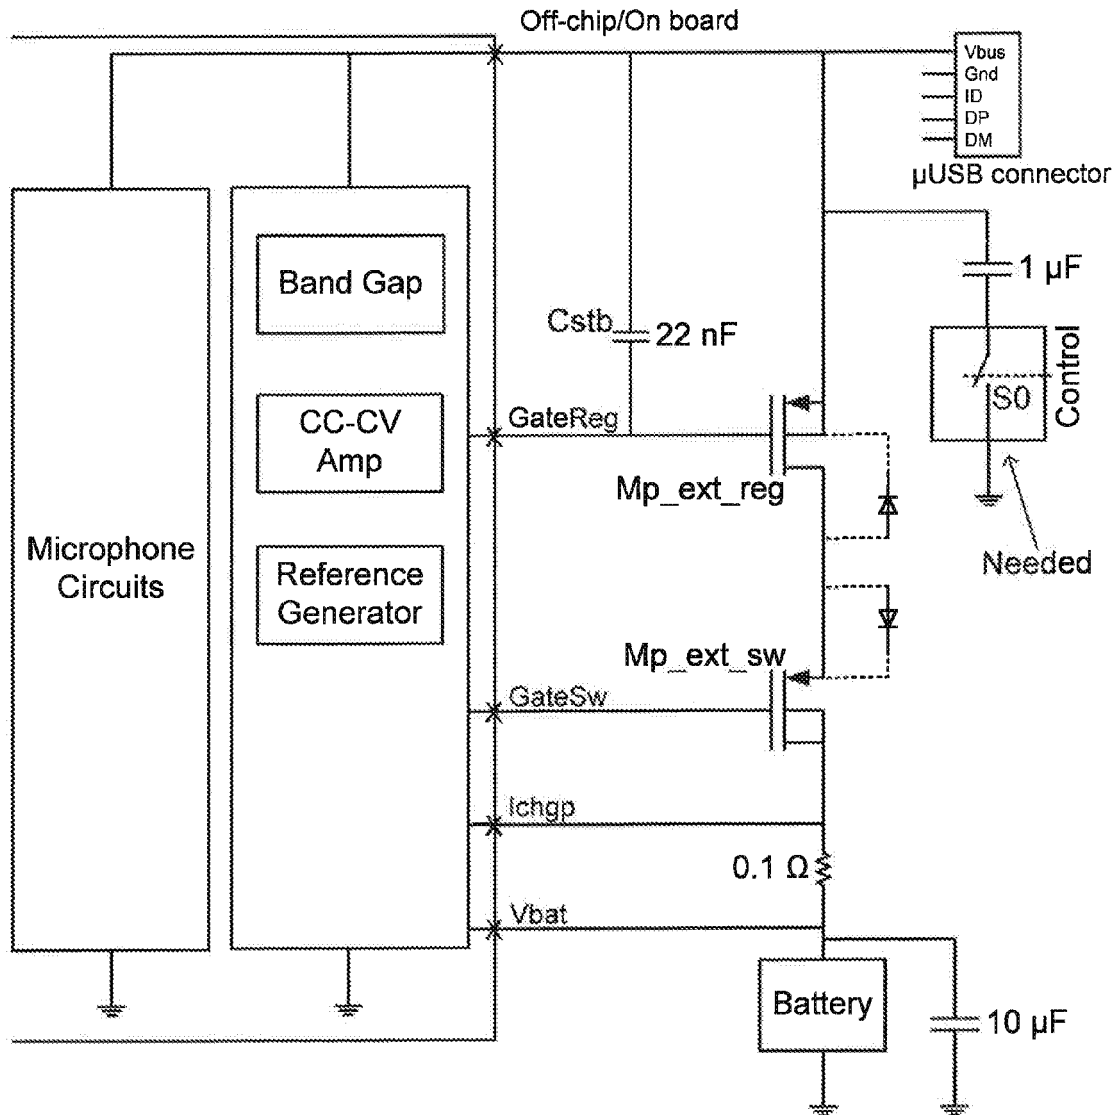 Off-chip/On board
Vbus
Gnd
ID
DP
DM
µUSB connector
Band Gap
1 µF
Cstb
22 nF
S0
Control
GateReg
CC-CV
Amp
Mp_ext_reg
Microphone
Circuits
Needed
Reference
Generator
Mp_ext_sw
GateSw
Ichgp
0.1 Ω
Vbat
Battery
10 µF